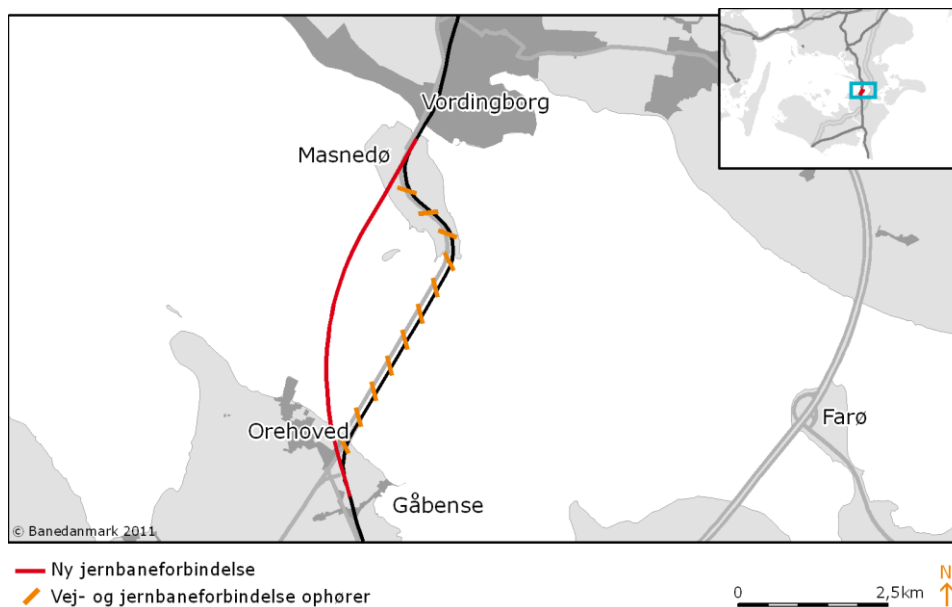 Vordingborg
Masnedø
Orehoved
Farø
Gåbense
© Banedanmark 2011
Ny jernbaneforbindelse
Vej- og jernbaneforbindelse ophører
0 2,5km
N